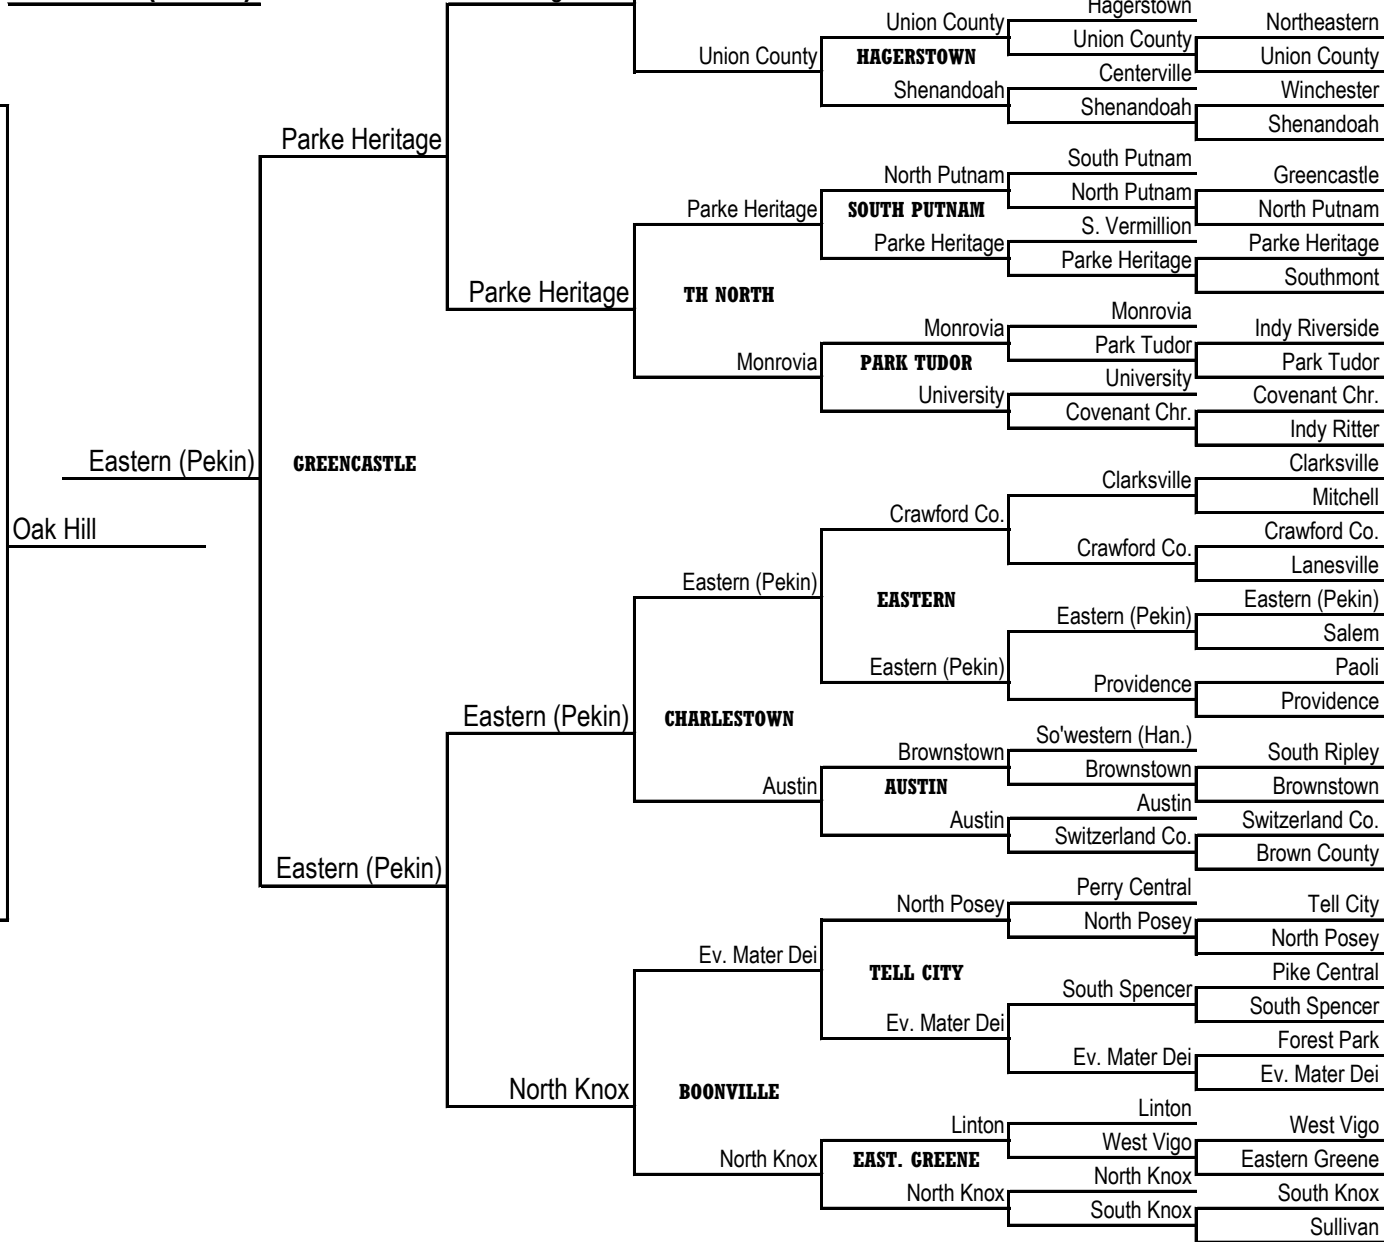 Hagerstown
Union County
Northeastern
Union County
Union County
HAGERSTOWN
Union County
Centerville
Winchester
Shenandoah
Shenandoah
Shenandoah
Parke Heritage
South Putnam
North Putnam
Greencastle
North Putnam
Parke Heritage
SOUTH PUTNAM
North Putnam
S. Vermillion
Parke Heritage
Parke Heritage
Parke Heritage
Southmont
Parke Heritage
TH NORTH
Monrovia
Monrovia
Indy Riverside
Park Tudor
Monrovia
PARK TUDOR
Park Tudor
University
University
Covenant Chr.
Covenant Chr.
Indy Ritter
Eastern (Pekin)
GREENCASTLE
Clarksville
Clarksville
Mitchell
Crawford Co.
Oak Hill
Crawford Co.
Crawford Co.
Lanesville
Eastern (Pekin)
EASTERN
Eastern (Pekin)
Eastern (Pekin)
Salem
Eastern (Pekin)
Paoli
Providence
Providence
Eastern (Pekin)
CHARLESTOWN
So'western (Han.)
Brownstown
South Ripley
Brownstown
Austin
AUSTIN
Brownstown
Austin
Austin
Switzerland Co.
Switzerland Co.
Brown County
Eastern (Pekin)
Perry Central
North Posey
Tell City
North Posey
North Posey
Ev. Mater Dei
TELL CITY
Pike Central
South Spencer
South Spencer
Ev. Mater Dei
Forest Park
Ev. Mater Dei
Ev. Mater Dei
North Knox
BOONVILLE
Linton
Linton
West Vigo
West Vigo
North Knox
EAST. GREENE
Eastern Greene
North Knox
North Knox
South Knox
South Knox
Sullivan